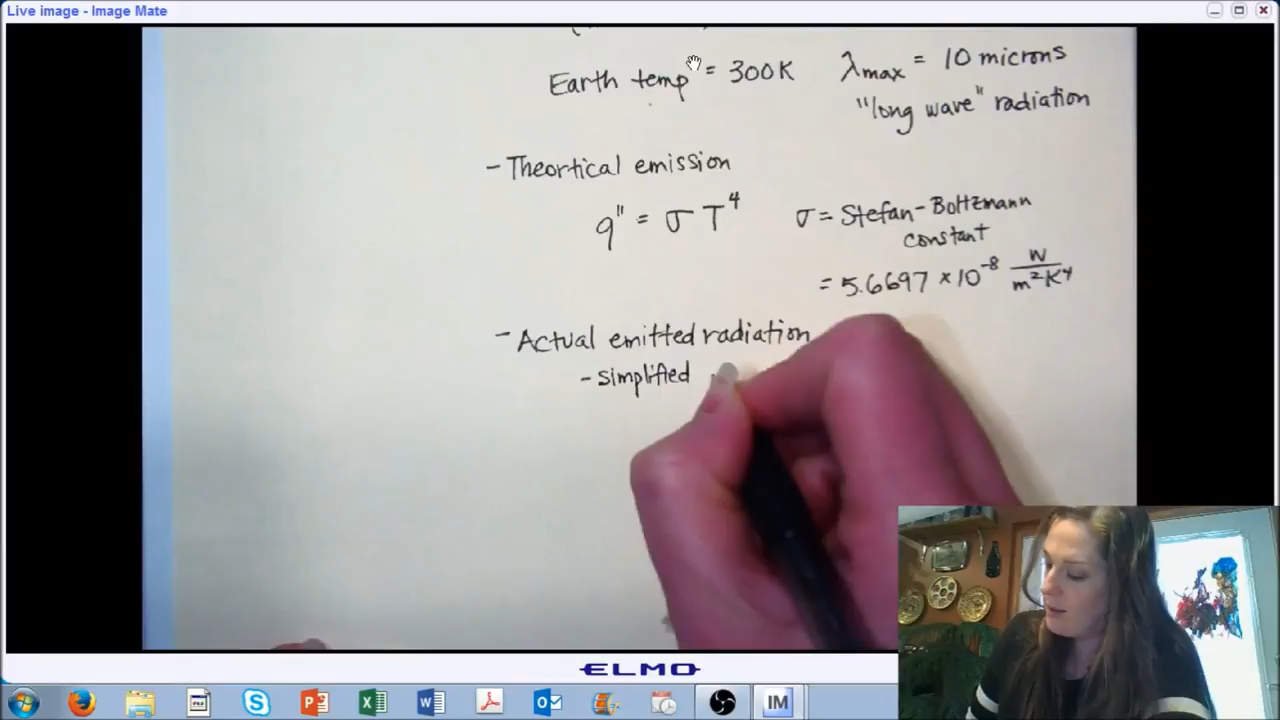 Live image - Image Mate
Earth temp = 300K
λmax = 10 microns
"long wave" radiation
- Theortical emission
q" = σ T⁴
σ = Stefan-Boltzmann
constant
= 5.6697 × 10⁻⁸ W/m²K⁴
- Actual emitted radiation
- simplified
ELMO
IM